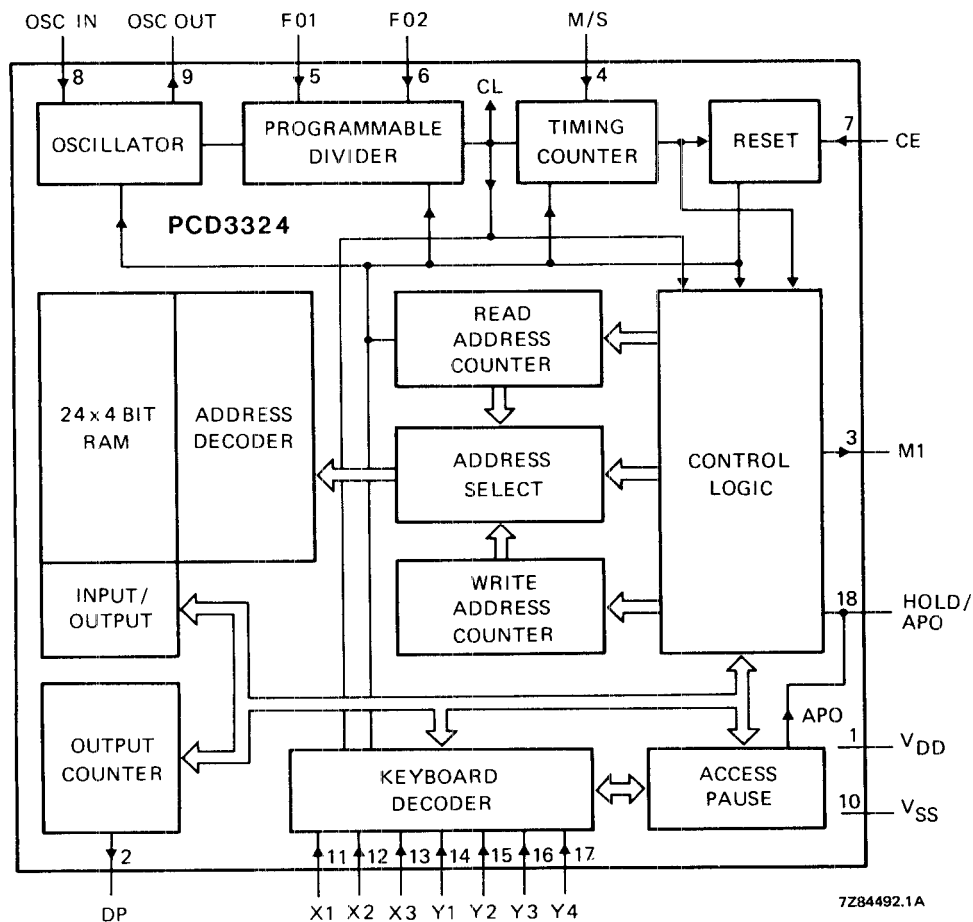 OSC IN OSC OUT F01 F02 M/S
8 9 5 6 4
CL
OSCILLATOR
PROGRAMMABLE
DIVIDER
TIMING
COUNTER
RESET
7 CE
PCD3324
24 x 4 BIT
RAM
ADDRESS
DECODER
READ
ADDRESS
COUNTER
ADDRESS
SELECT
WRITE
ADDRESS
COUNTER
CONTROL
LOGIC
3 M1
18 HOLD/
APO
INPUT/
OUTPUT
OUTPUT
COUNTER
KEYBOARD
DECODER
APO
ACCESS
PAUSE
1 VDD
10 VSS
2 11 12 13 14 15 16 17
DP X1 X2 X3 Y1 Y2 Y3 Y4
7Z84492.1A